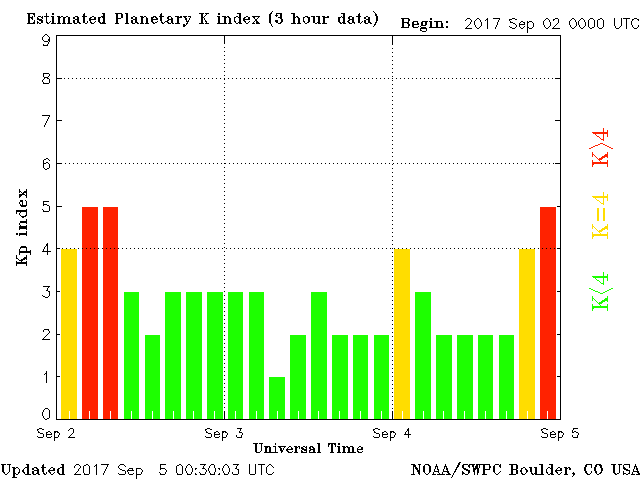 Estimated Planetary K index (3 hour data) Begin: 2017 Sep 02 0000 UTC
9
8
7
6
5
4
3
2
1
0
Kp index
K>4
K=4
K<4
Sep 2 Sep 3 Sep 4 Sep 5
Universal Time
Updated 2017 Sep 5 00:30:03 UTC NOAA/SWPC Boulder, CO USA